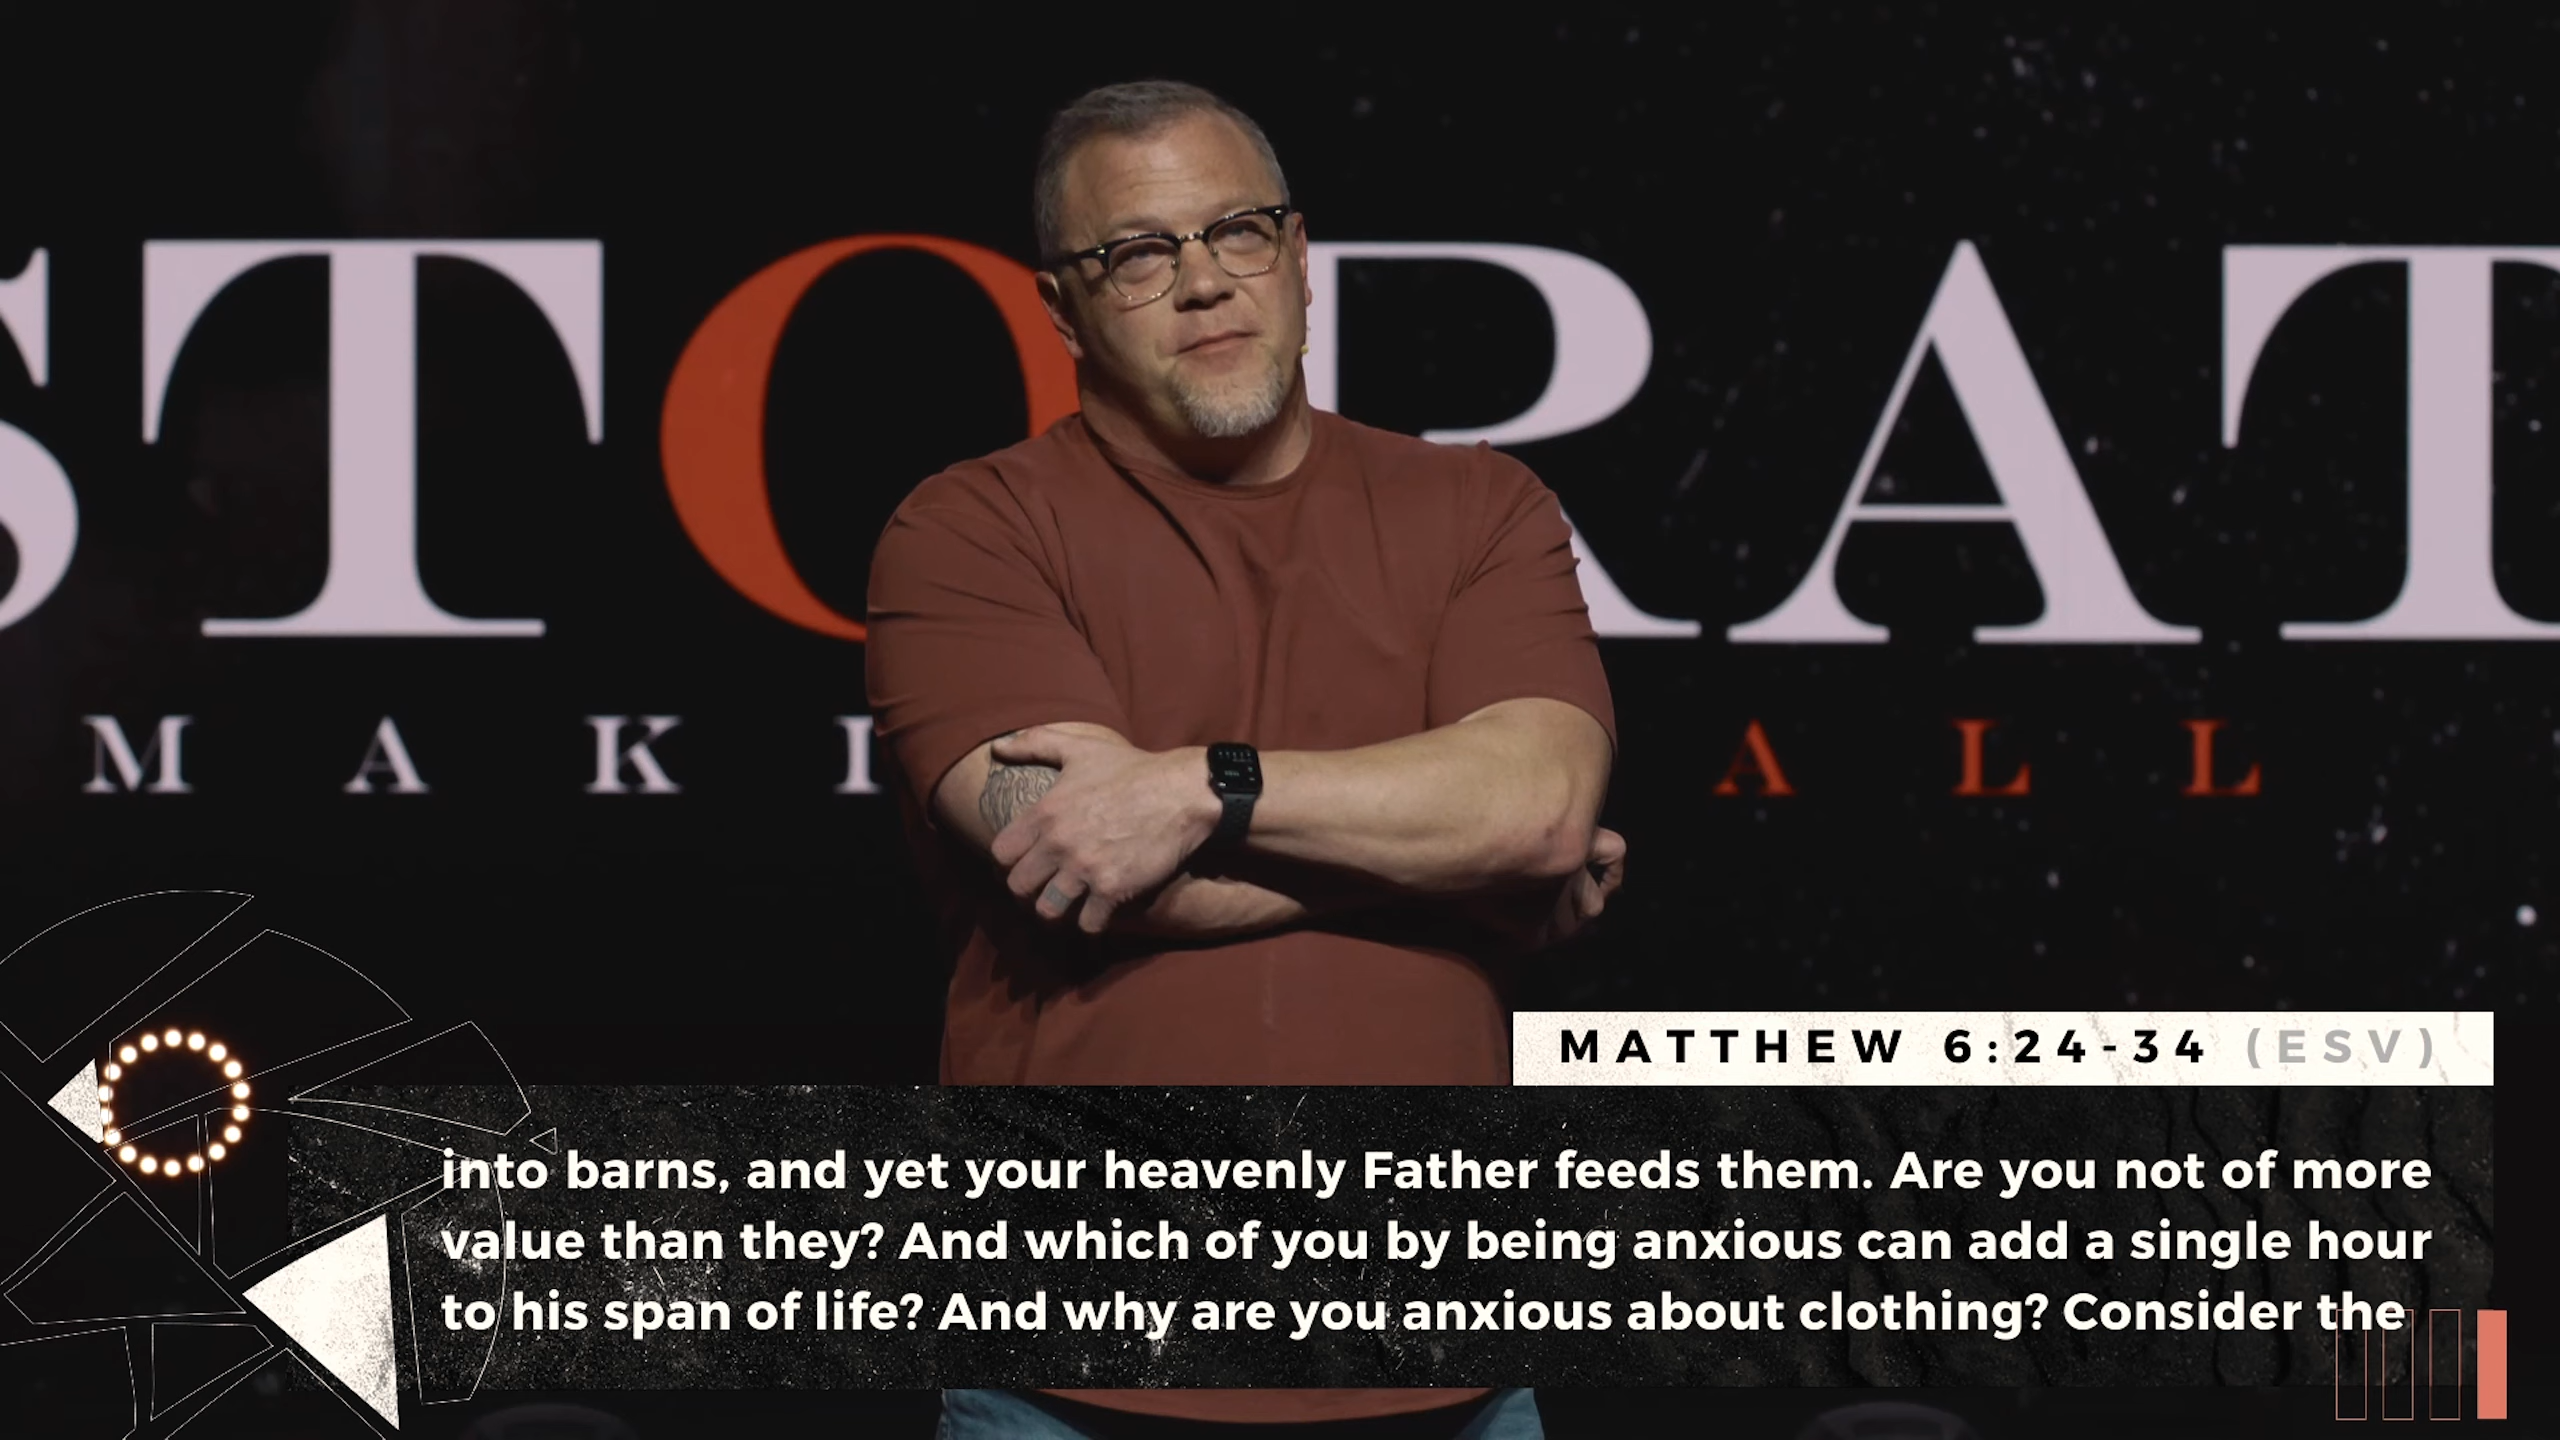 STORAT
MAKI ALL
MATTHEW 6:24-34 (ESV)
into barns, and yet your heavenly Father feeds them. Are you not of more
value than they? And which of you by being anxious can add a single hour
to his span of life? And why are you anxious about clothing? Consider the